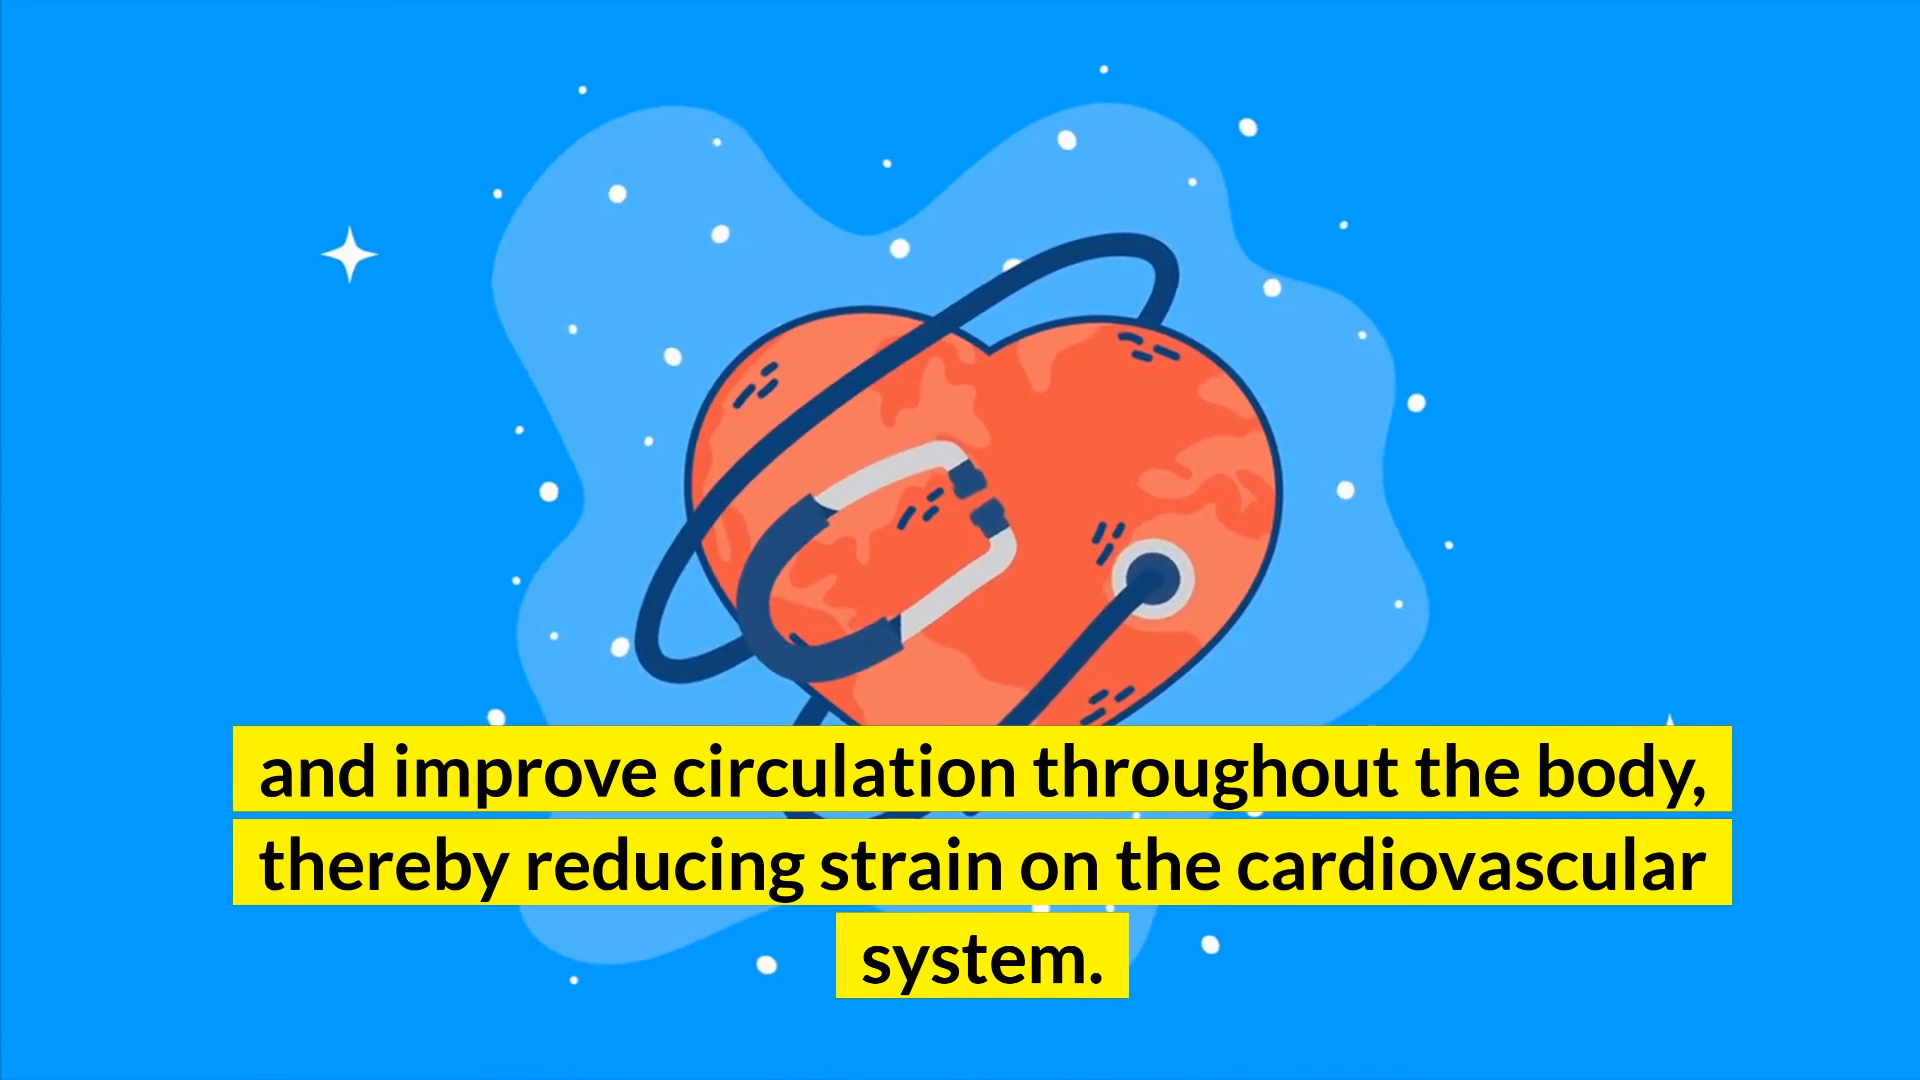 and improve circulation throughout the body,
thereby reducing strain on the cardiovascular
system.